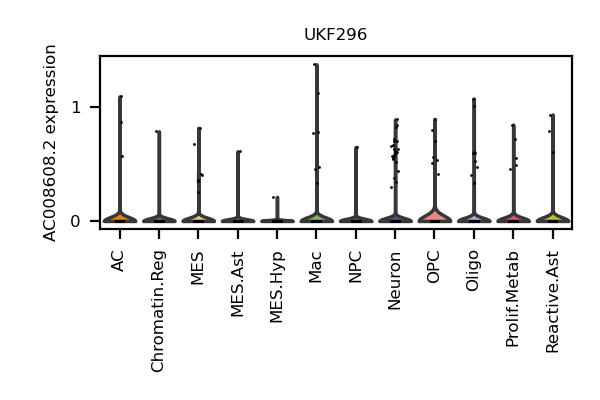 UKF296
AC008608.2 expression
1
0
AC
Chromatin.Reg
MES
MES.Ast
MES.Hyp
Mac
NPC
Neuron
OPC
Oligo
Prolif.Metab
Reactive.Ast